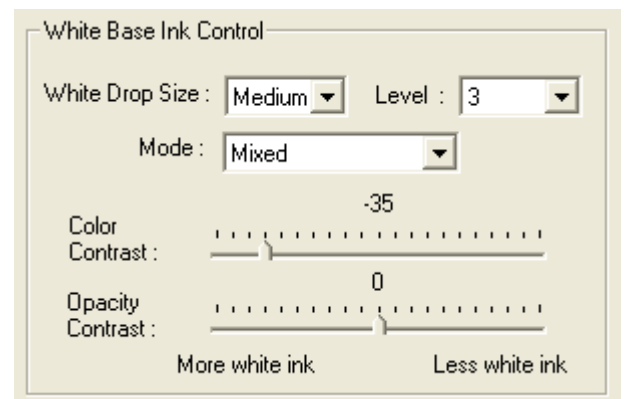 White Base Ink Control
White Drop Size : Medium Level : 3
Mode : Mixed
-35
Color
Contrast :
0
Opacity
Contrast :
More white ink Less white ink